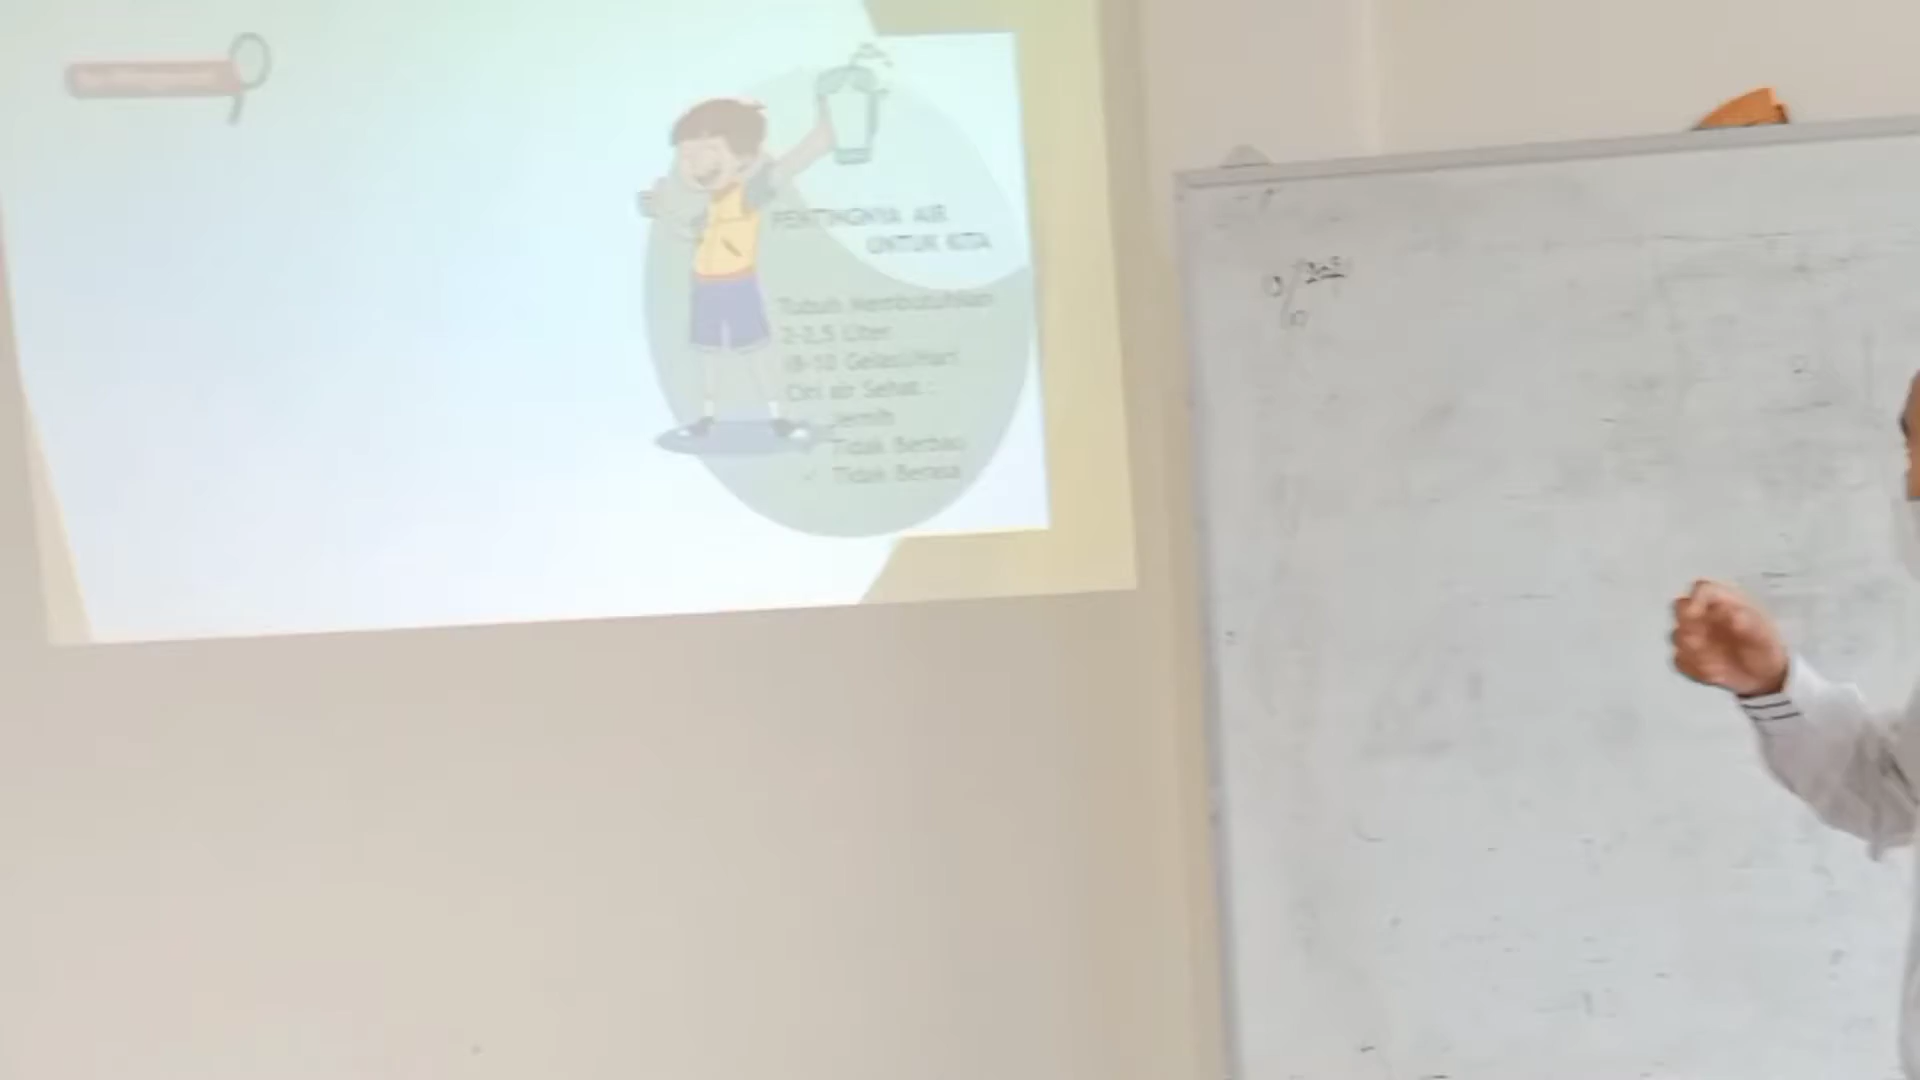 PENTINGNYA AIR
UNTUK KITA
Tubuh Membutuhkan
2-2,5 Liter
(8-10 Gelas)/Hari
Ciri air Sehat :
Jernih
✓ Tidak Berbau
✓ Tidak Berasa